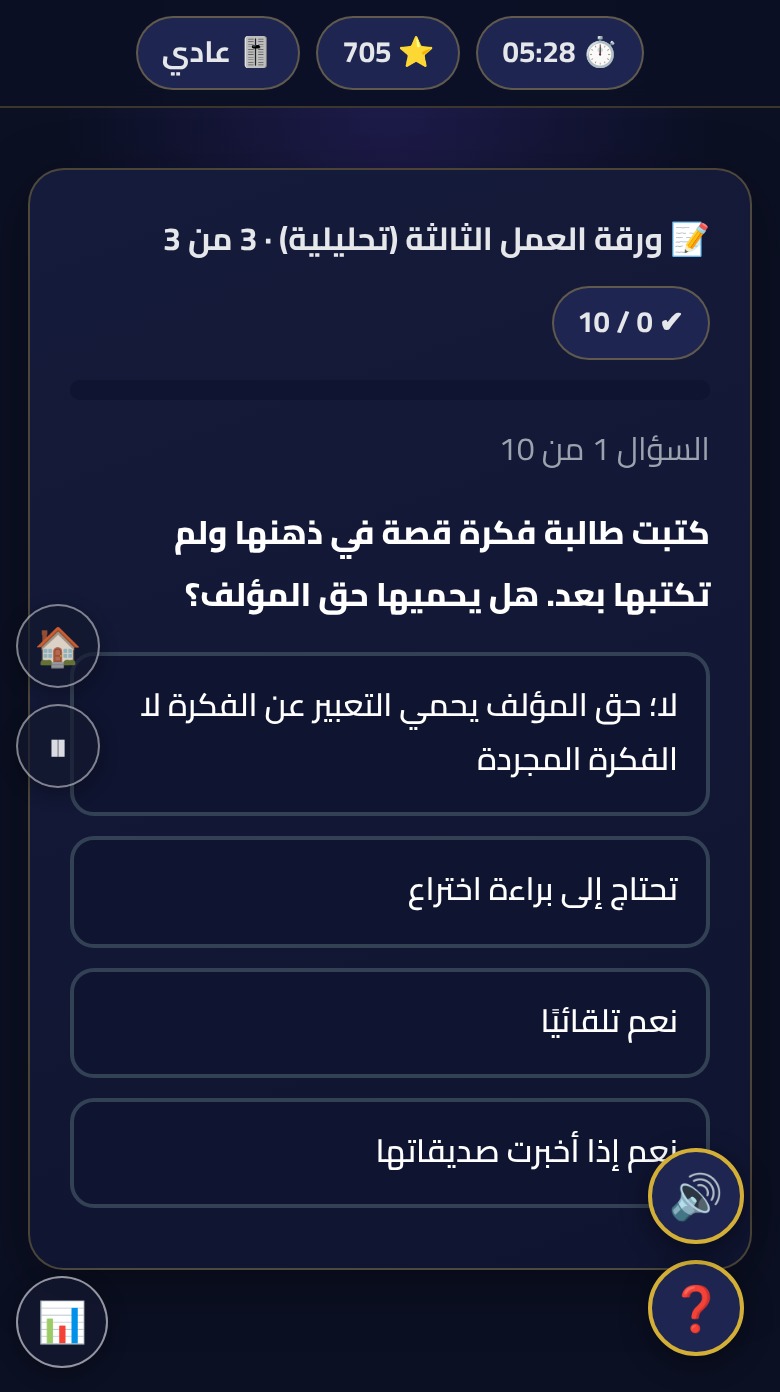 05:28
705
عادي
ورقة العمل الثالثة (تحليلية) · 3 من 3
✔ 0 / 10
السؤال 1 من 10
كتبت طالبة فكرة قصة في ذهنها ولم
تكتبها بعد. هل يحميها حق المؤلف؟
لا؛ حق المؤلف يحمي التعبير عن الفكرة لا
الفكرة المجردة
تحتاج إلى براءة اختراع
نعم تلقائيًا
نعم إذا أخبرت صديقاتها